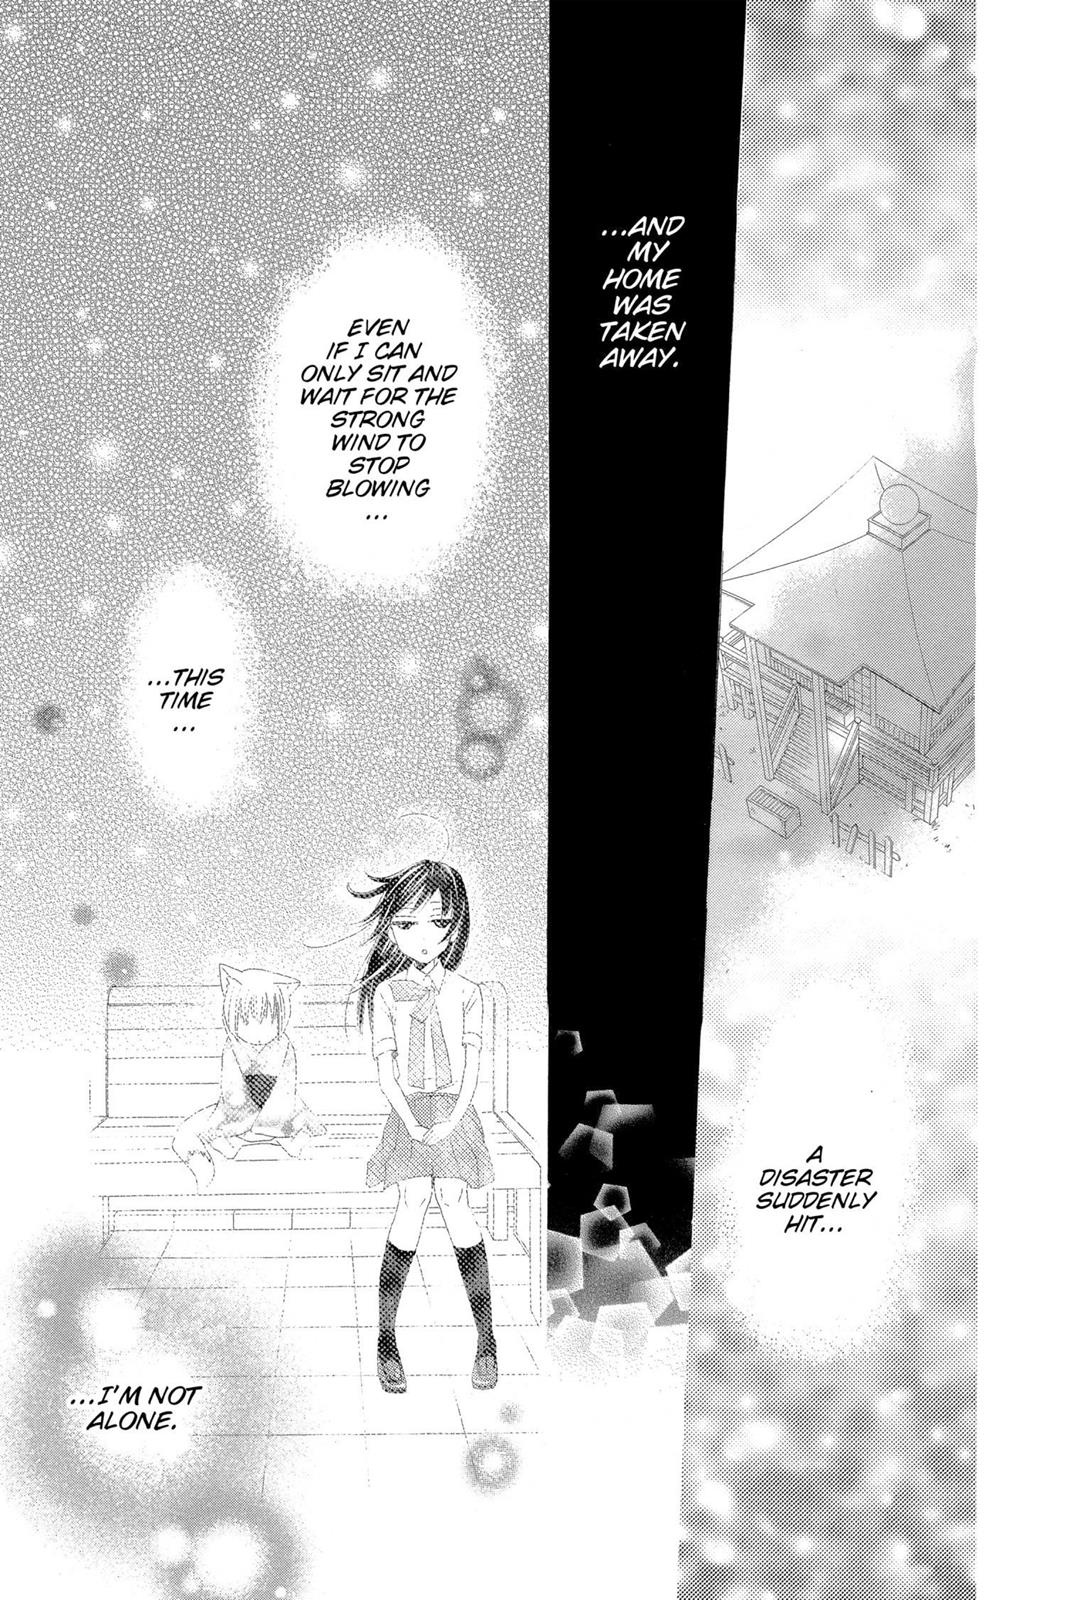 A
DISASTER
SUDDENLY
HIT...
...AND
MY
HOME
WAS
TAKEN
AWAY.
EVEN
IF I CAN
ONLY SIT AND
WAIT FOR THE
STRONG
WIND TO
STOP
BLOWING
...
...THIS
TIME
...
...I'M NOT
ALONE.